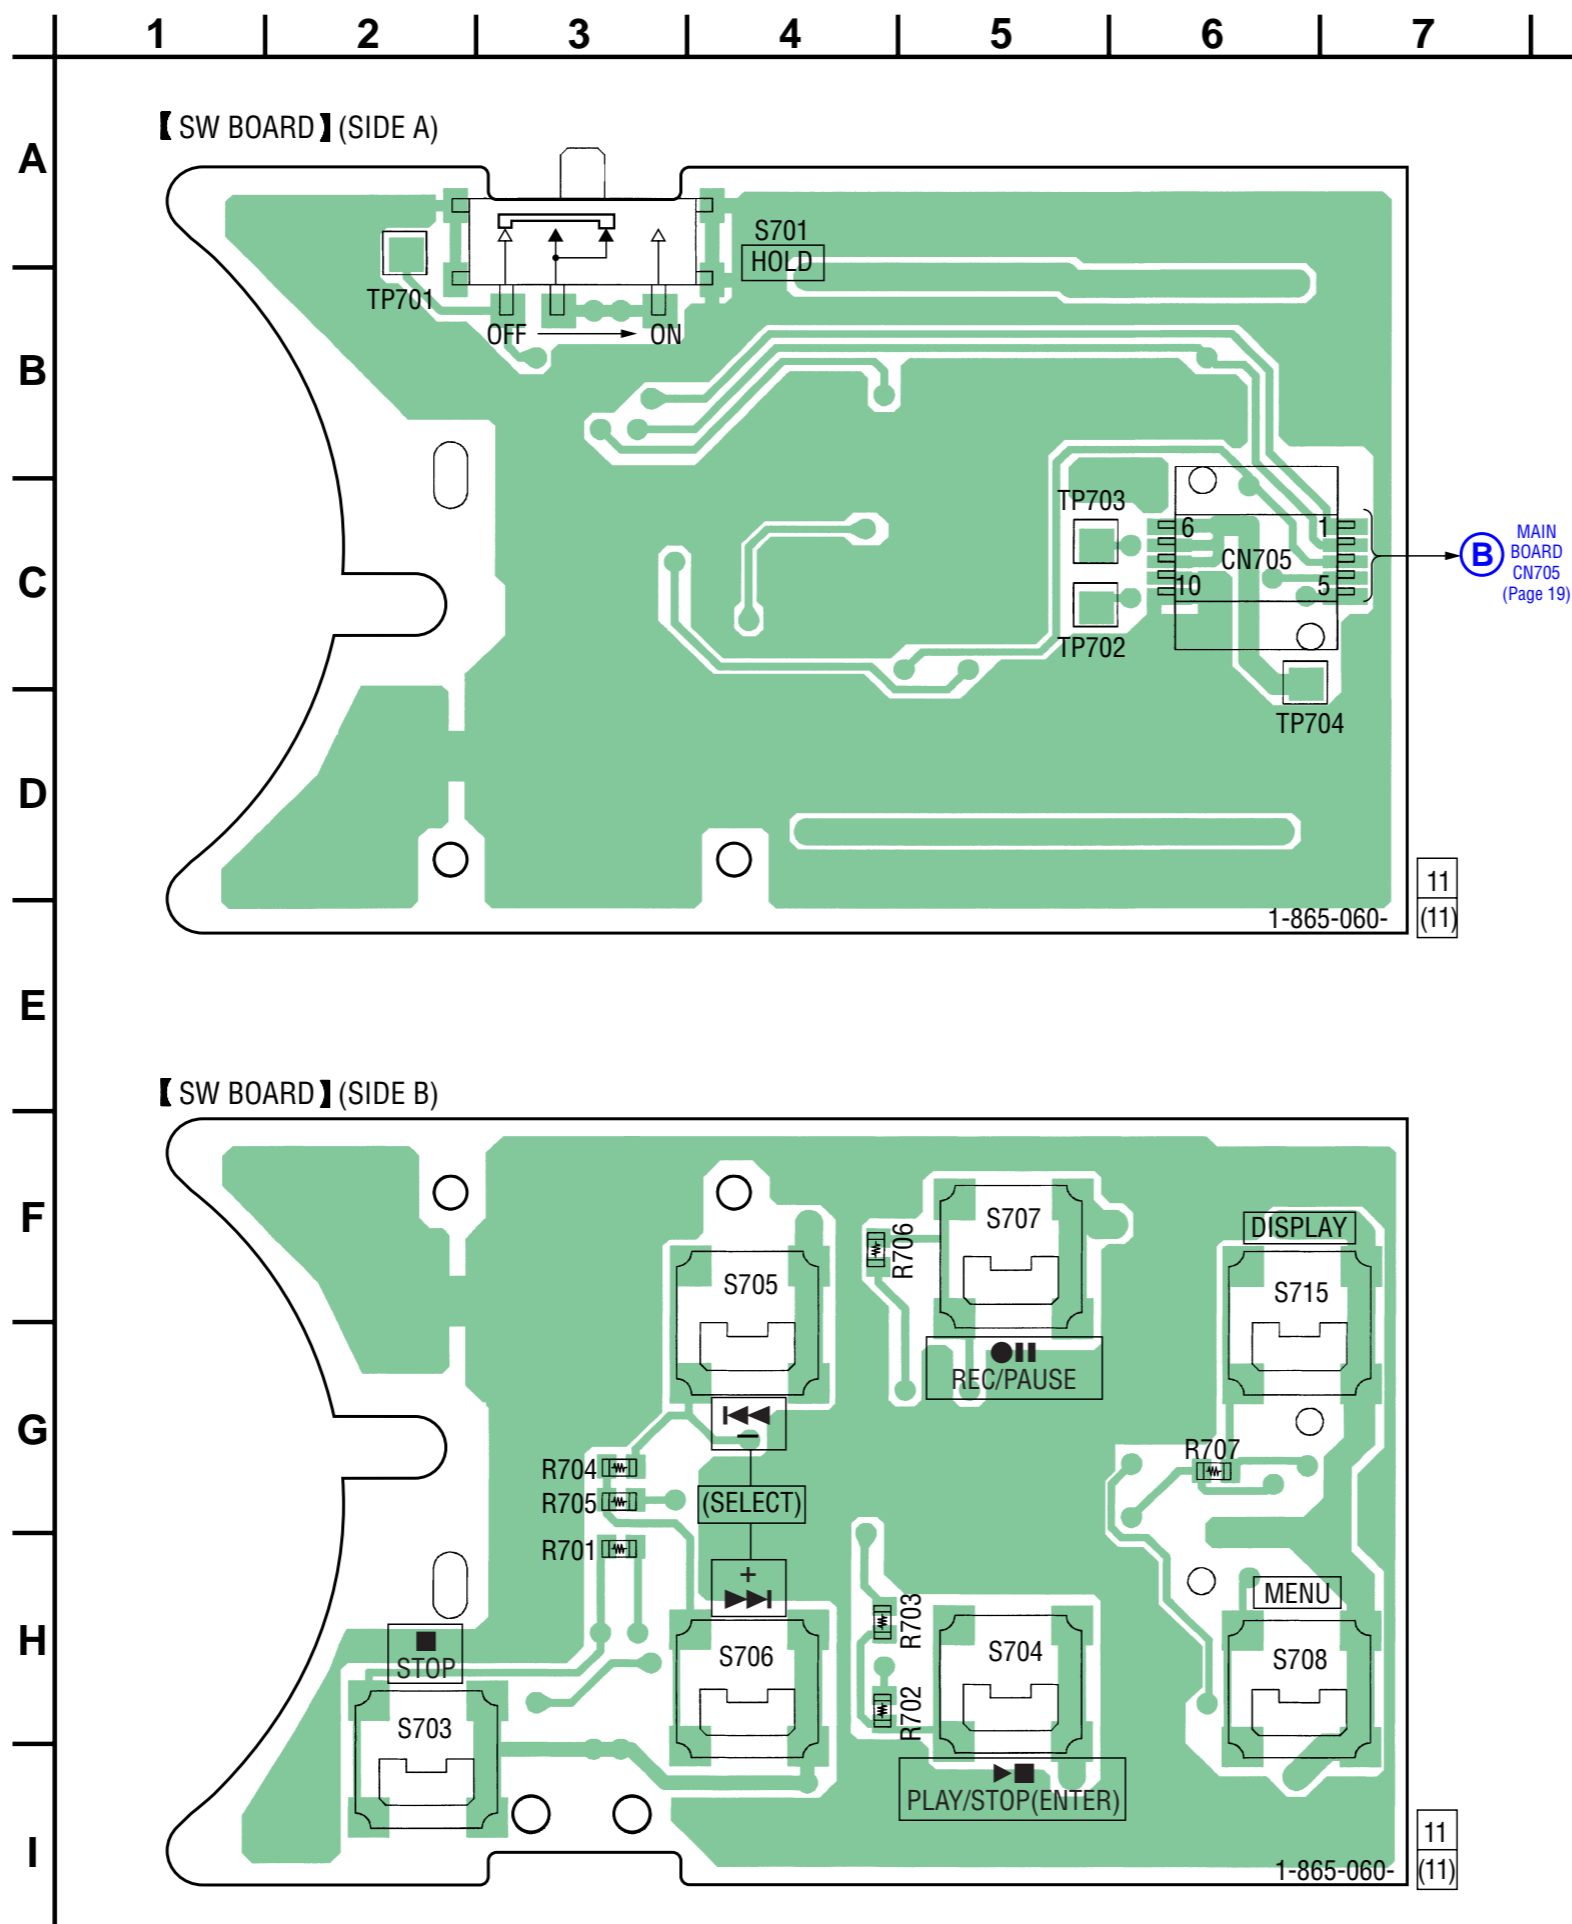 1 2 3 4 5 6 7
【 SW BOARD 】 (SIDE A)
A
S701
HOLD
TP701
OFF
ON
B
TP703
6
1
MAIN
BOARD
CN705
(Page 19)
B
CN705
C
10
5
TP702
TP704
D
11
1-865-060-
(11)
E
【 SW BOARD 】 (SIDE B)
F
S707
DISPLAY
R706
S705
S715
●❚❚
REC/PAUSE
G
−
R704
R707
R705
(SELECT)
R701
+
MENU
R703
H
■
STOP
S706
S704
S708
R702
S703
▶■
PLAY/STOP(ENTER)
11
I
1-865-060-
(11)